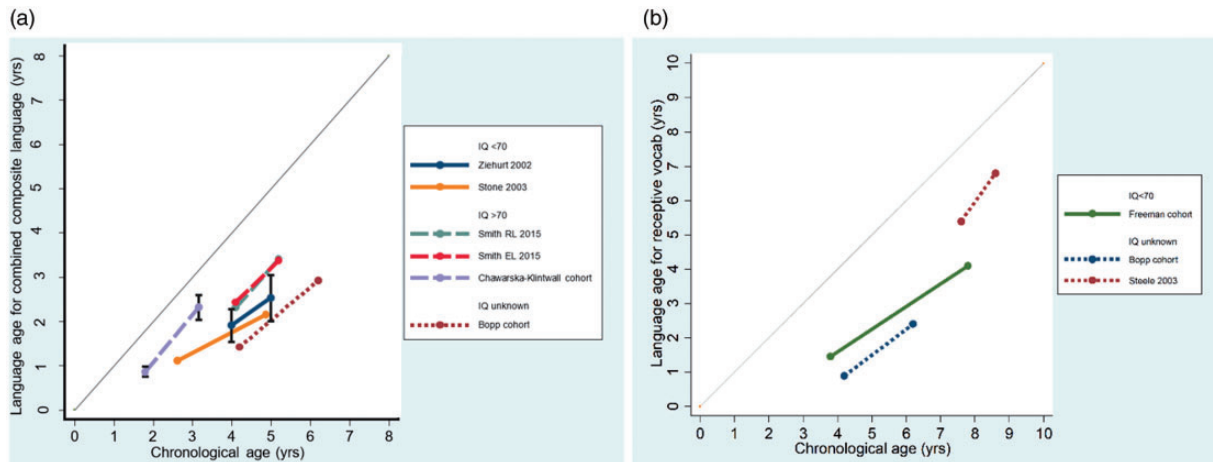 (a)
Language age for combined composite language (yrs)
8
7
6
5
4
3
2
1
0
0 1 2 3 4 5 6 7 8
Chronological age (yrs)
IQ <70
Ziehurt 2002
Stone 2003
IQ >70
Smith RL 2015
Smith EL 2015
Chawarska-Klintwall cohort
IQ unknown
Bopp cohort
(b)
Language age for receptive vocab (yrs)
10
9
8
7
6
5
4
3
2
1
0
0 1 2 3 4 5 6 7 8 9 10
Chronological age (yrs)
IQ<70
Freeman cohort
IQ unknown
Bopp cohort
Steele 2003